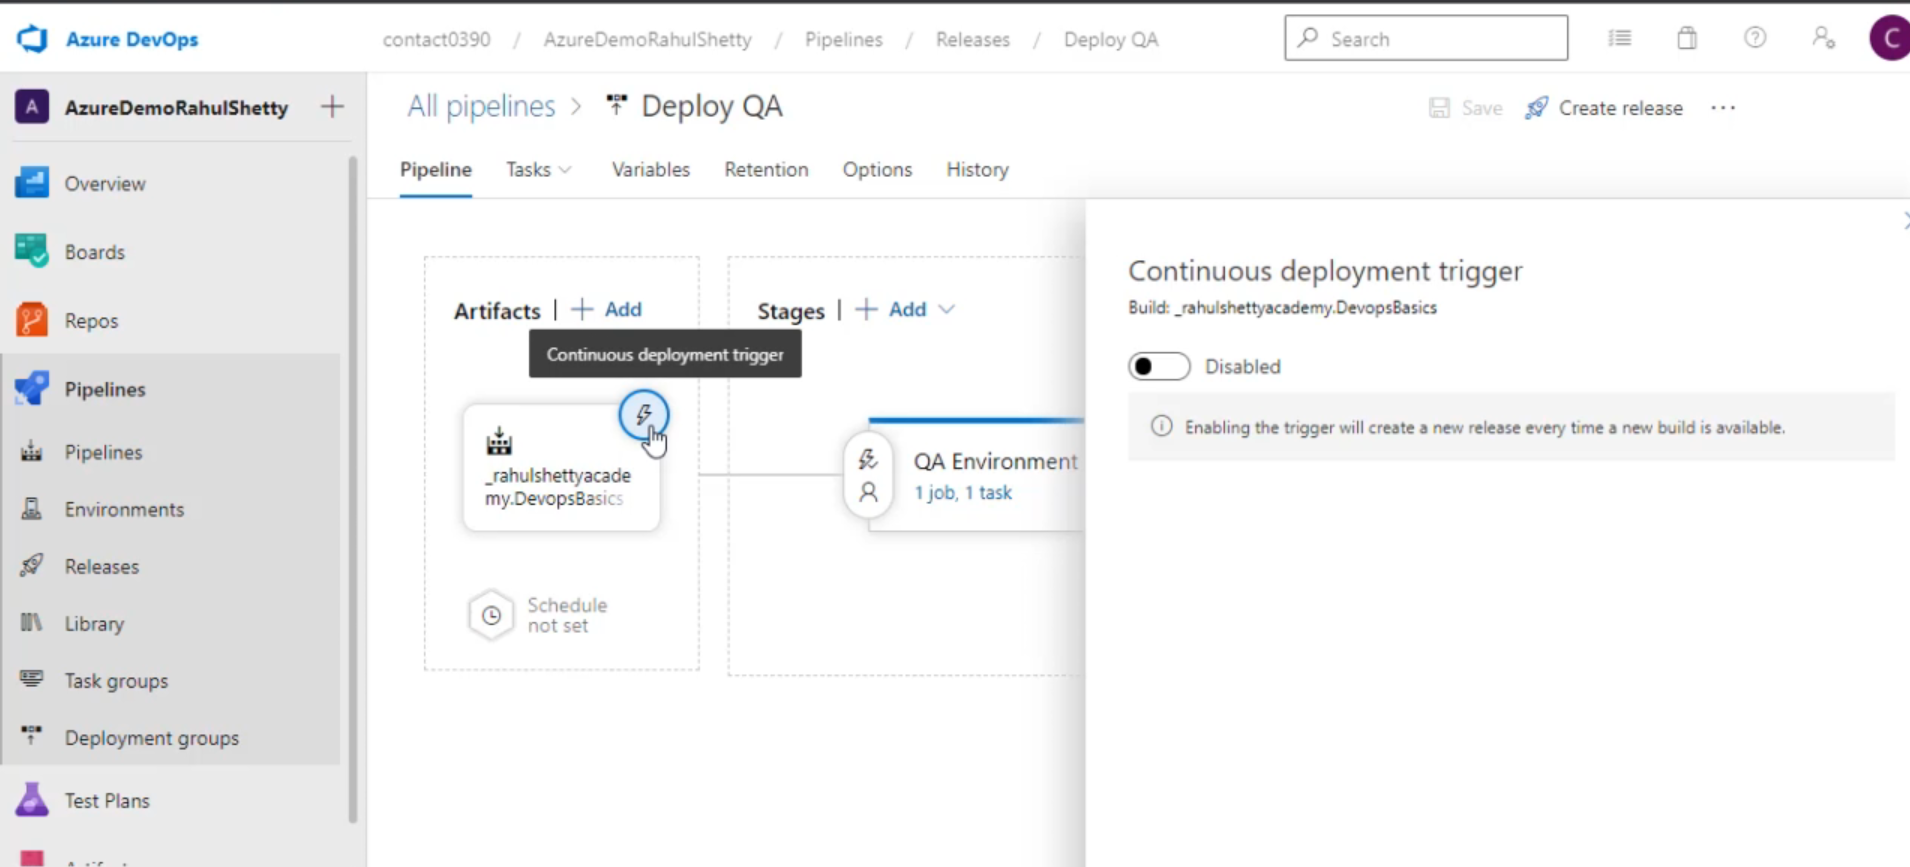 Azure DevOps
contact0390 / AzureDemoRahulShetty / Pipelines / Releases / Deploy QA
Search
C
A AzureDemoRahulShetty
Overview
Boards
Repos
Pipelines
Pipelines
Environments
Releases
Library
Task groups
Deployment groups
Test Plans
All pipelines > Deploy QA
Save
Create release
Pipeline
Tasks
Variables
Retention
Options
History
Artifacts | + Add
Continuous deployment trigger
_rahulshettyacade
my.DevopsBasics
Schedule
not set
Stages | + Add
QA Environment
1 job, 1 task
Continuous deployment trigger
Build: _rahulshettyacademy.DevopsBasics
Disabled
Enabling the trigger will create a new release every time a new build is available.